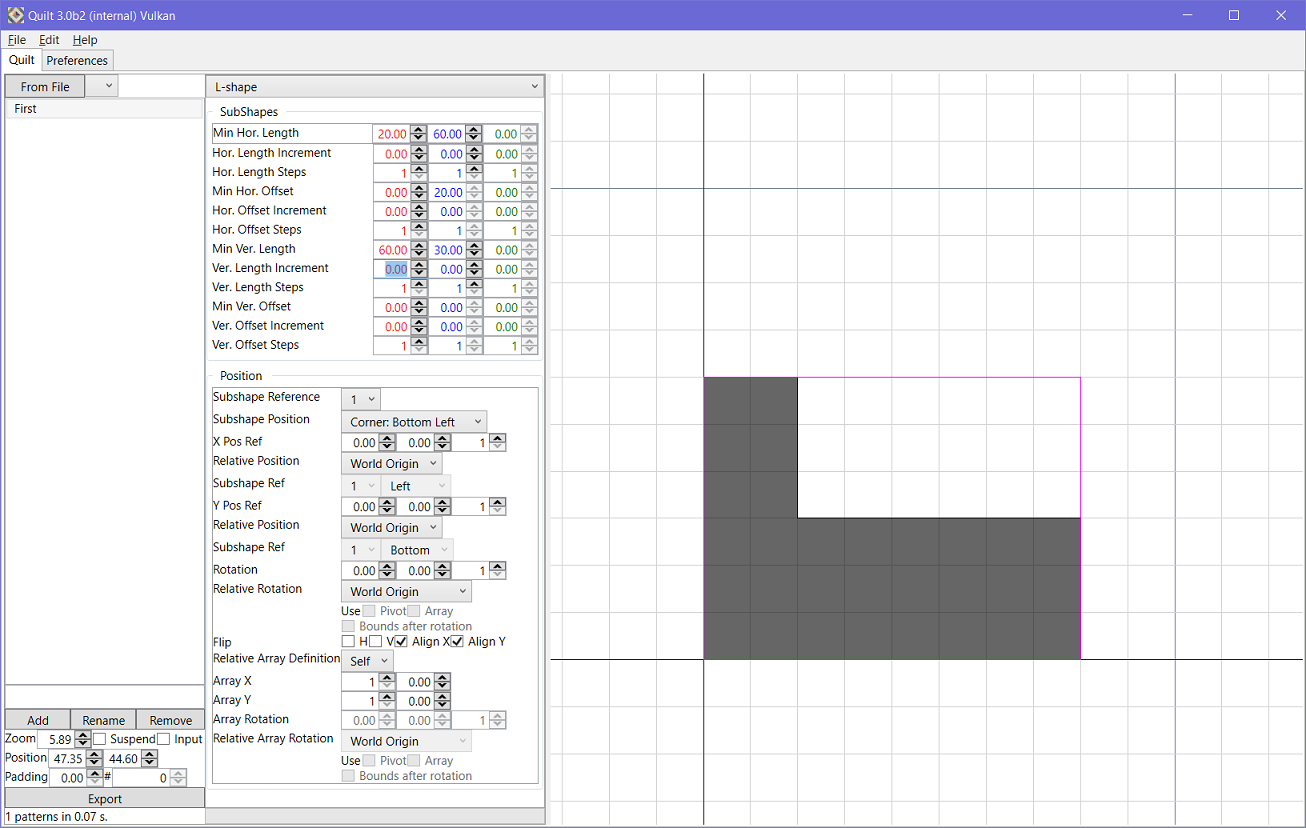 Quilt 3.0b2 (internal) Vulkan
File Edit Help
Quilt Preferences
From File
First
L-shape
SubShapes
Min Hor. Length 20.00 60.00 0.00
Hor. Length Increment 0.00 0.00 0.00
Hor. Length Steps 1 1 1
Min Hor. Offset 0.00 20.00 0.00
Hor. Offset Increment 0.00 0.00 0.00
Hor. Offset Steps 1 1 1
Min Ver. Length 60.00 30.00 0.00
Ver. Length Increment 0.00 0.00 0.00
Ver. Length Steps 1 1 1
Min Ver. Offset 0.00 0.00 0.00
Ver. Offset Increment 0.00 0.00 0.00
Ver. Offset Steps 1 1 1
Position
Subshape Reference 1
Subshape Position Corner: Bottom Left
X Pos Ref 0.00 0.00 1
Relative Position World Origin
Subshape Ref 1 Left
Y Pos Ref 0.00 0.00 1
Relative Position World Origin
Subshape Ref 1 Bottom
Rotation 0.00 0.00 1
Relative Rotation World Origin
Use Pivot Array
Bounds after rotation
Flip H V Align X Align Y
Relative Array Definition Self
Array X 1 0.00
Array Y 1 0.00
Array Rotation 0.00 0.00 1
Relative Array Rotation World Origin
Use Pivot Array
Bounds after rotation
Add Rename Remove
Zoom 5.89 Suspend Input
Position 47.35 44.60
Padding 0.00 # 0
Export
1 patterns in 0.07 s.